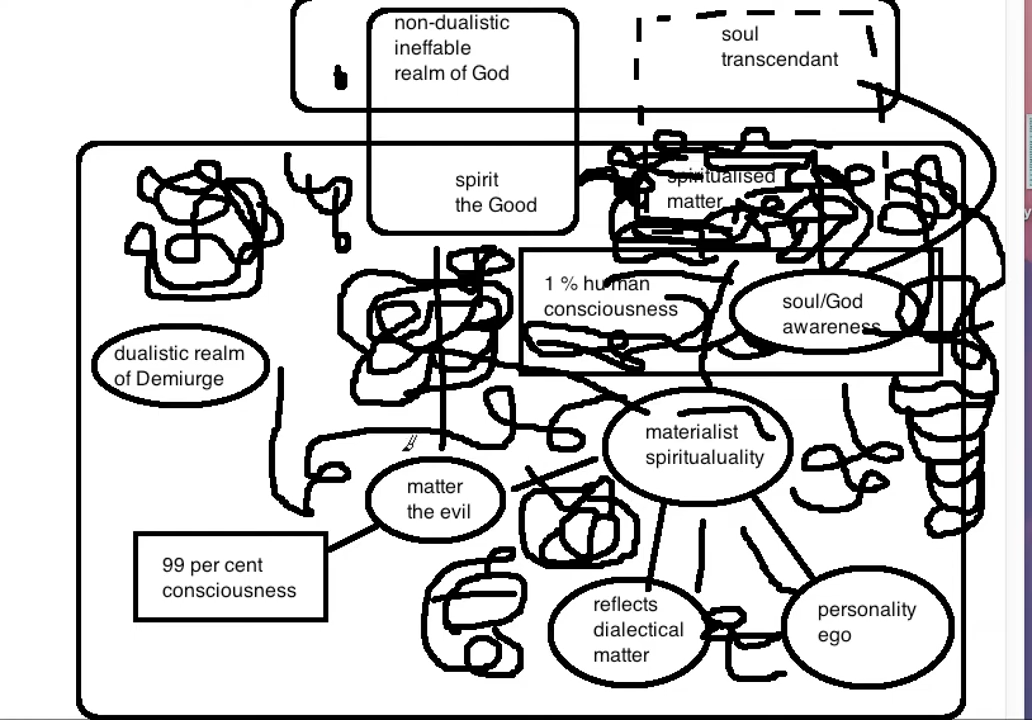 non-dualistic
ineffable
realm of God
soul
transcendant
spirit
the Good
spiritualised
matter
1 % human
consciousness
soul/God
awareness
dualistic realm
of Demiurge
materialist
spiritualuality
matter
the evil
99 per cent
consciousness
reflects
dialectical
matter
personality
ego